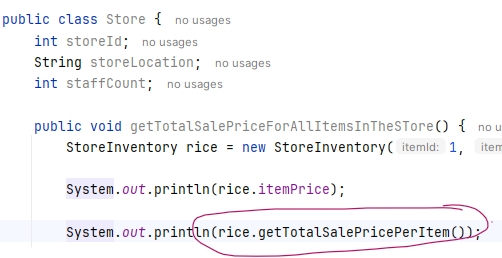 public class Store { no usages
int storeId; no usages
String storeLocation; no usages
int staffCount; no usages
public void getTotalSalePriceForAllItemsInTheSTore() { no u
StoreInventory rice = new StoreInventory( itemId: 1, item
System.out.println(rice.itemPrice);
System.out.println(rice.getTotalSalePricePerItem());